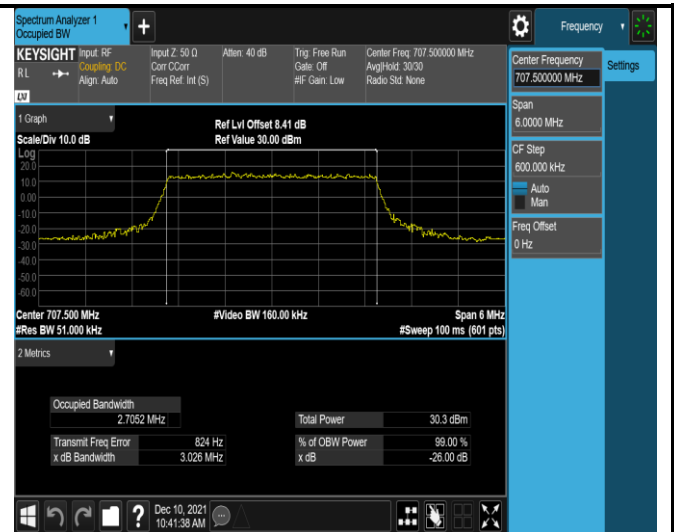 Spectrum Analyzer 1
Occupied BW
+
Frequency
KEYSIGHT
Input: RF
Input Z: 50 Ω
Atten: 40 dB
Trig: Free Run
Center Freq: 707.500000 MHz
R L
Coupling: DC
Corr CCorr
Gate: Off
Avg|Hold: 30/30
Align: Auto
Freq Ref: Int (S)
#IF Gain: Low
Radio Std: None
LXI
Center Frequency
707.500000 MHz
Settings
Span
6.0000 MHz
CF Step
600.000 kHz
Auto
Man
Freq Offset
0 Hz
1 Graph
Ref Lvl Offset 8.41 dB
Scale/Div 10.0 dB
Ref Value 30.00 dBm
Log
20.0
10.0
0.00
-10.0
-20.0
-30.0
-40.0
-50.0
-60.0
Center 707.500 MHz
#Video BW 160.00 kHz
Span 6 MHz
#Res BW 51.000 kHz
#Sweep 100 ms (601 pts)
2 Metrics
Occupied Bandwidth
2.7052 MHz
Total Power
30.3 dBm
Transmit Freq Error
824 Hz
% of OBW Power
99.00 %
x dB Bandwidth
3.026 MHz
x dB
-26.00 dB
?
Dec 10, 2021
10:41:38 AM